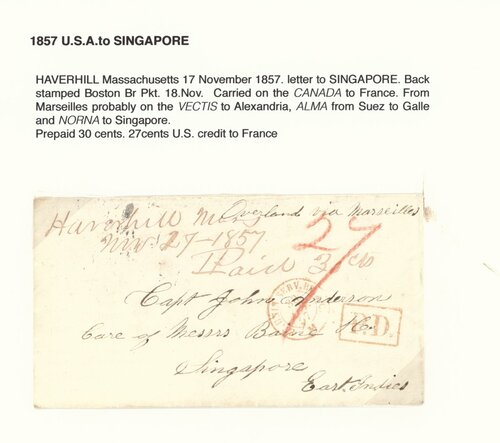 1857 U.S.A.to SINGAPORE
HAVERHILL Massachusetts 17 November 1857. letter to SINGAPORE. Back
stamped Boston Br Pkt. 18.Nov. Carried on the CANADA to France. From
Marseilles probably on the VECTIS to Alexandria, ALMA from Suez to Galle
and NORNA to Singapore.
Prepaid 30 cents. 27cents U.S. credit to France
Overland via Marseilles
Haverhill Mass
Nov. 17-1857
27
Paid 30 cts
Capt John Anderson
Care of Messrs
Singapore
East Indies
P.D.